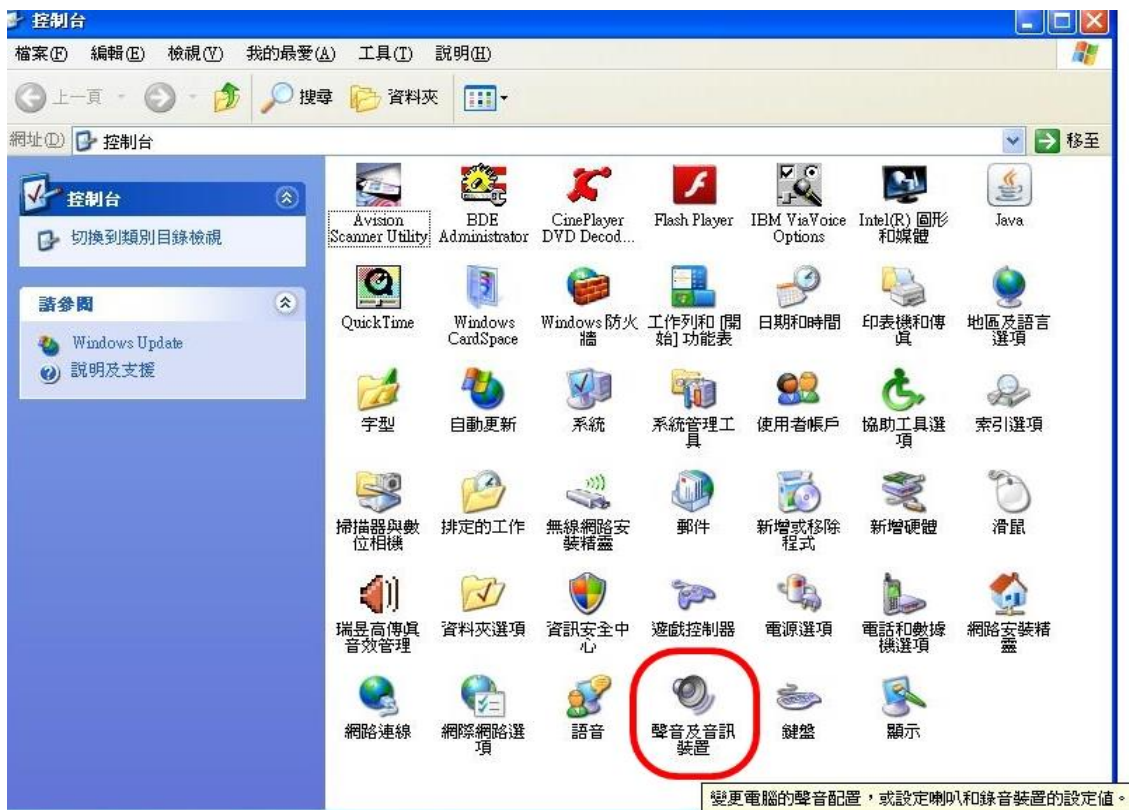 控制台
檔案(F) 編輯(E) 檢視(V) 我的最愛(A) 工具(T) 說明(H)
上一頁 搜尋 資料夾
網址(D) 控制台 移至
控制台
切換到類別目錄檢視
請參閱
Windows Update
說明及支援
Avision
Scanner Utility
BDE
Administrator
CinePlayer
DVD Decod...
Flash Player
IBM ViaVoice
Options
Intel(R) 圖形
和媒體
Java
QuickTime
Windows
CardSpace
Windows 防火
牆
工作列和 [開
始] 功能表
日期和時間
印表機和傳
真
地區及語言
選項
字型
自動更新
系統
系統管理工
具
使用者帳戶
協助工具選
項
索引選項
掃描器與數
位相機
排定的工作
無線網路安
裝精靈
郵件
新增或移除
程式
新增硬體
滑鼠
瑞昱高傳真
音效管理
資料夾選項
資訊安全中
心
遊戲控制器
電源選項
電話和數據
機選項
網路安裝精
靈
網路連線
網際網路選
項
語音
聲音及音訊
裝置
鍵盤
顯示
變更電腦的聲音配置，或設定喇叭和錄音裝置的設定值。